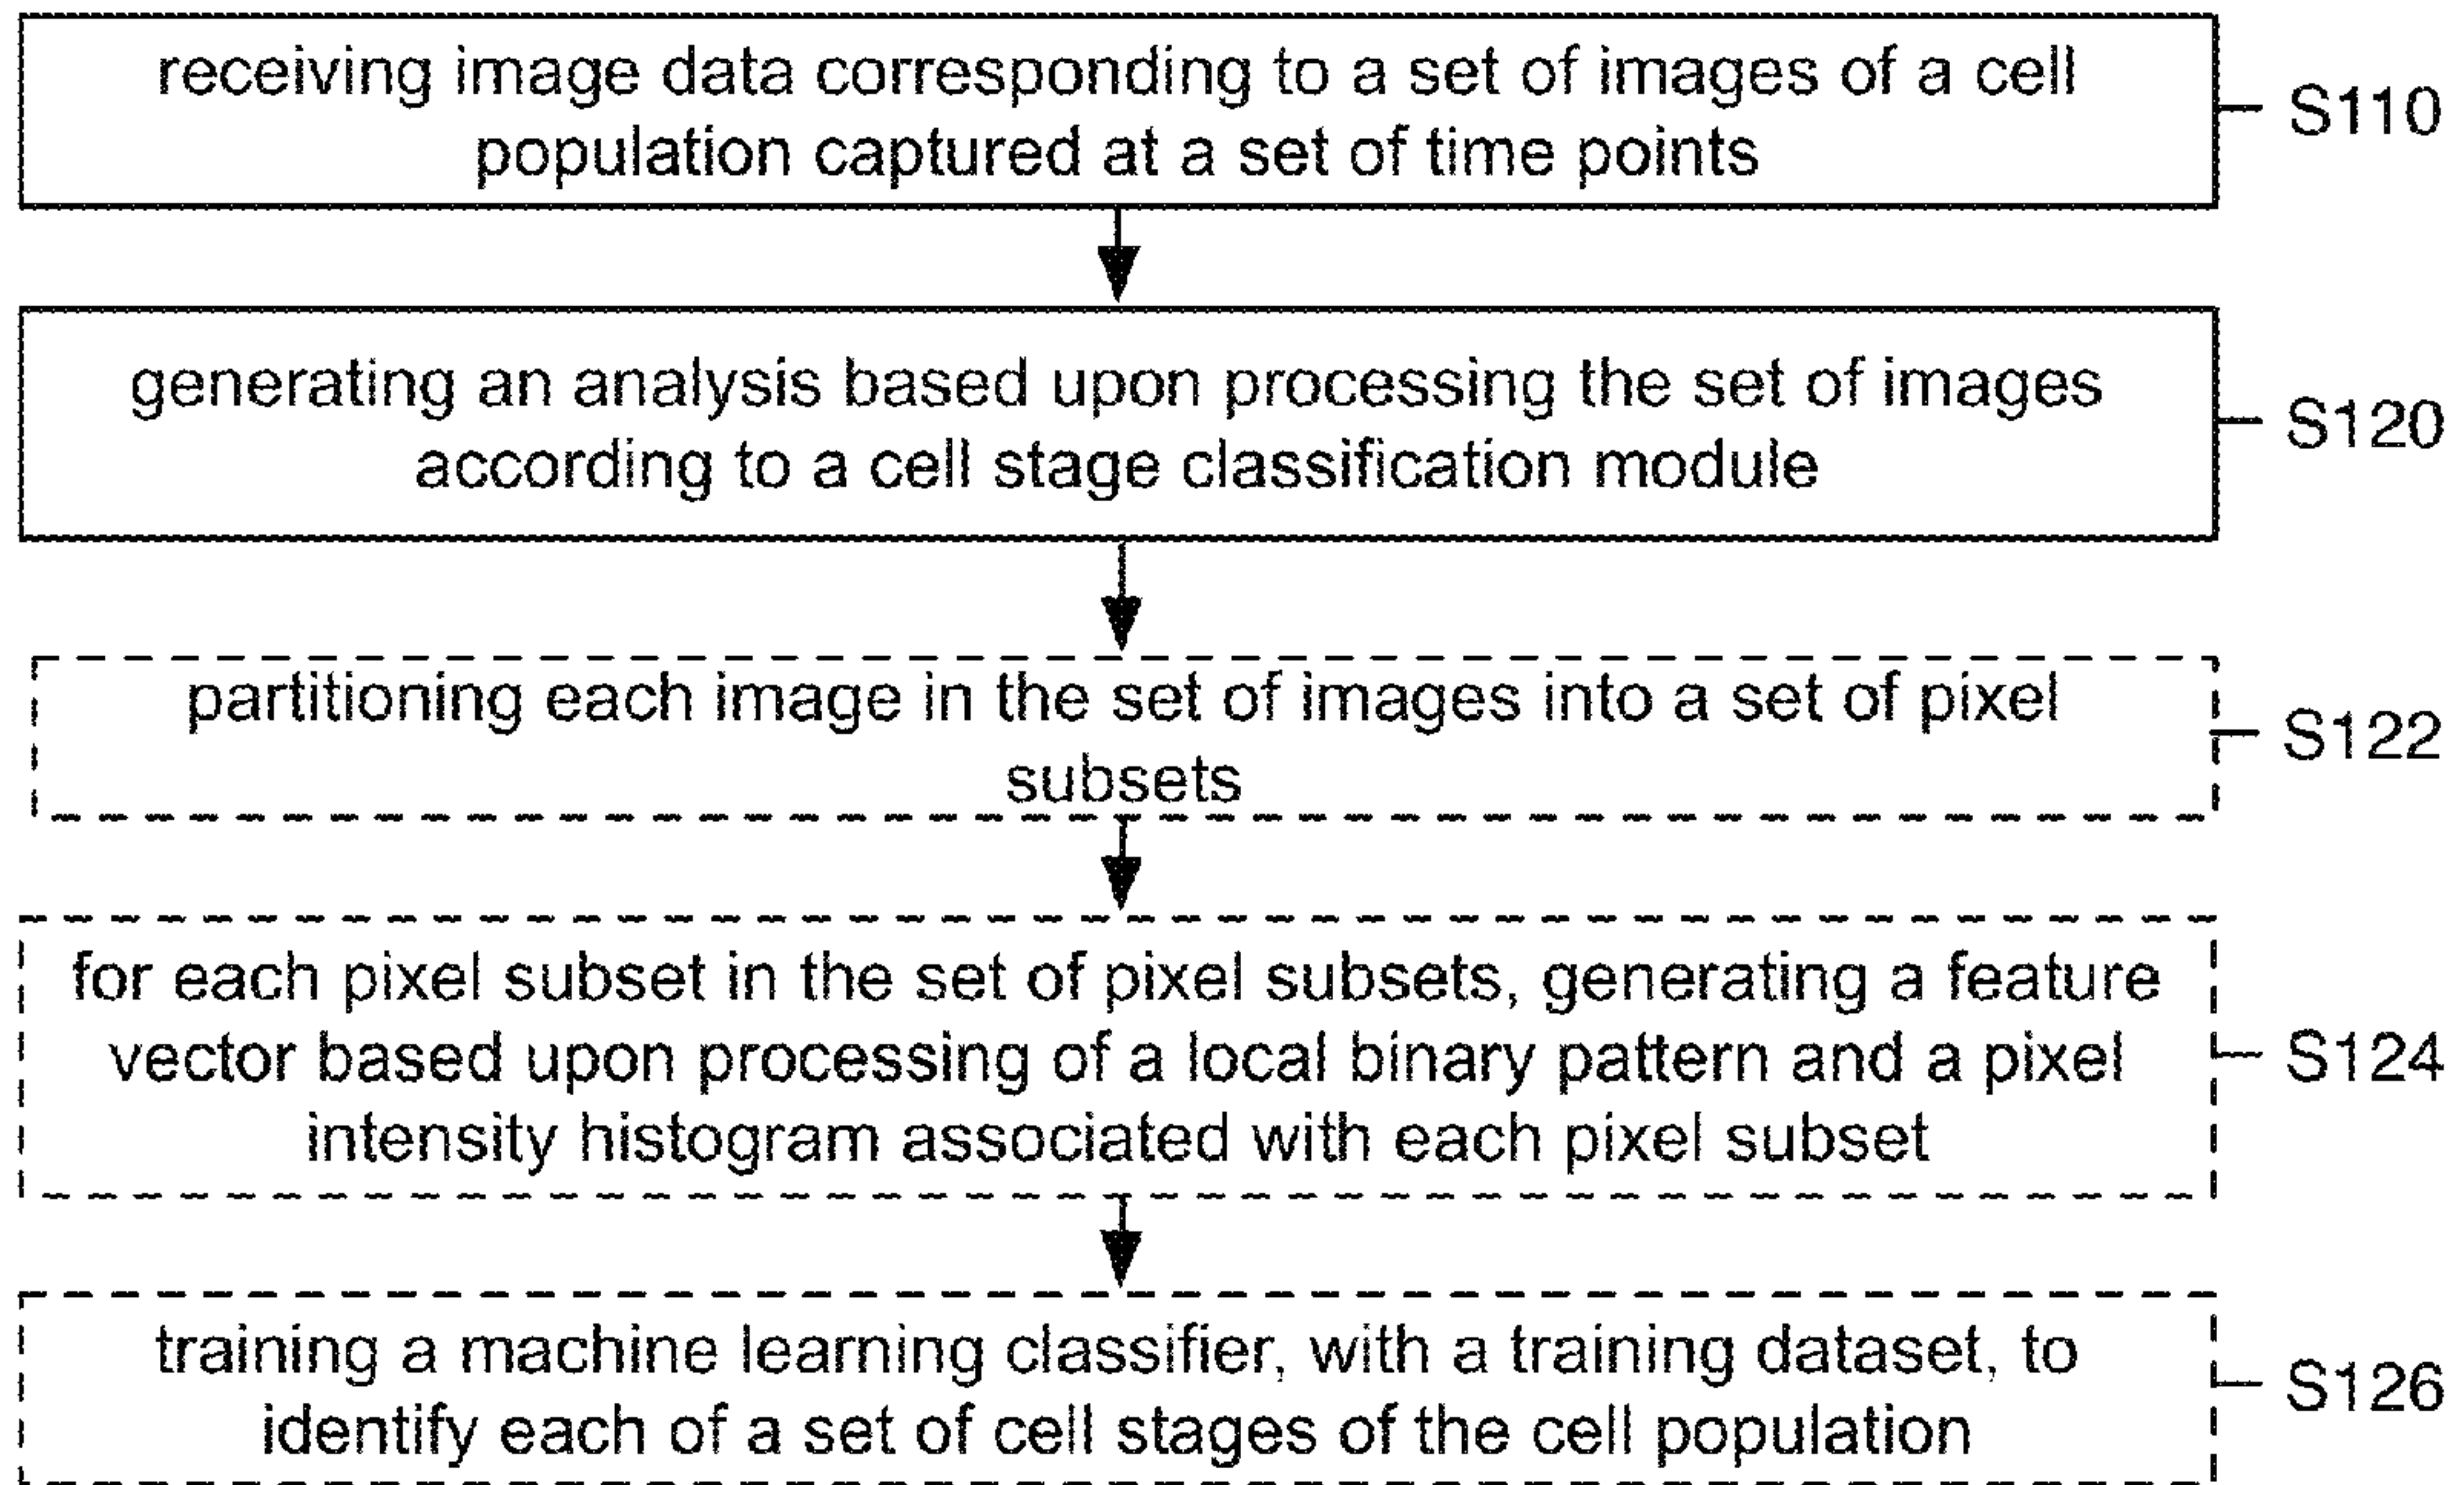 receiving image data corresponding to a set of images of a cell
population captured at a set of time points
S110
generating an analysis based upon processing the set of images
according to a cell stage classification module
S120
partitioning each image in the set of images into a set of pixel
subsets
S122
for each pixel subset in the set of pixel subsets, generating a feature
vector based upon processing of a local binary pattern and a pixel
intensity histogram associated with each pixel subset
S124
training a machine learning classifier, with a training dataset, to
identify each of a set of cell stages of the cell population
S126